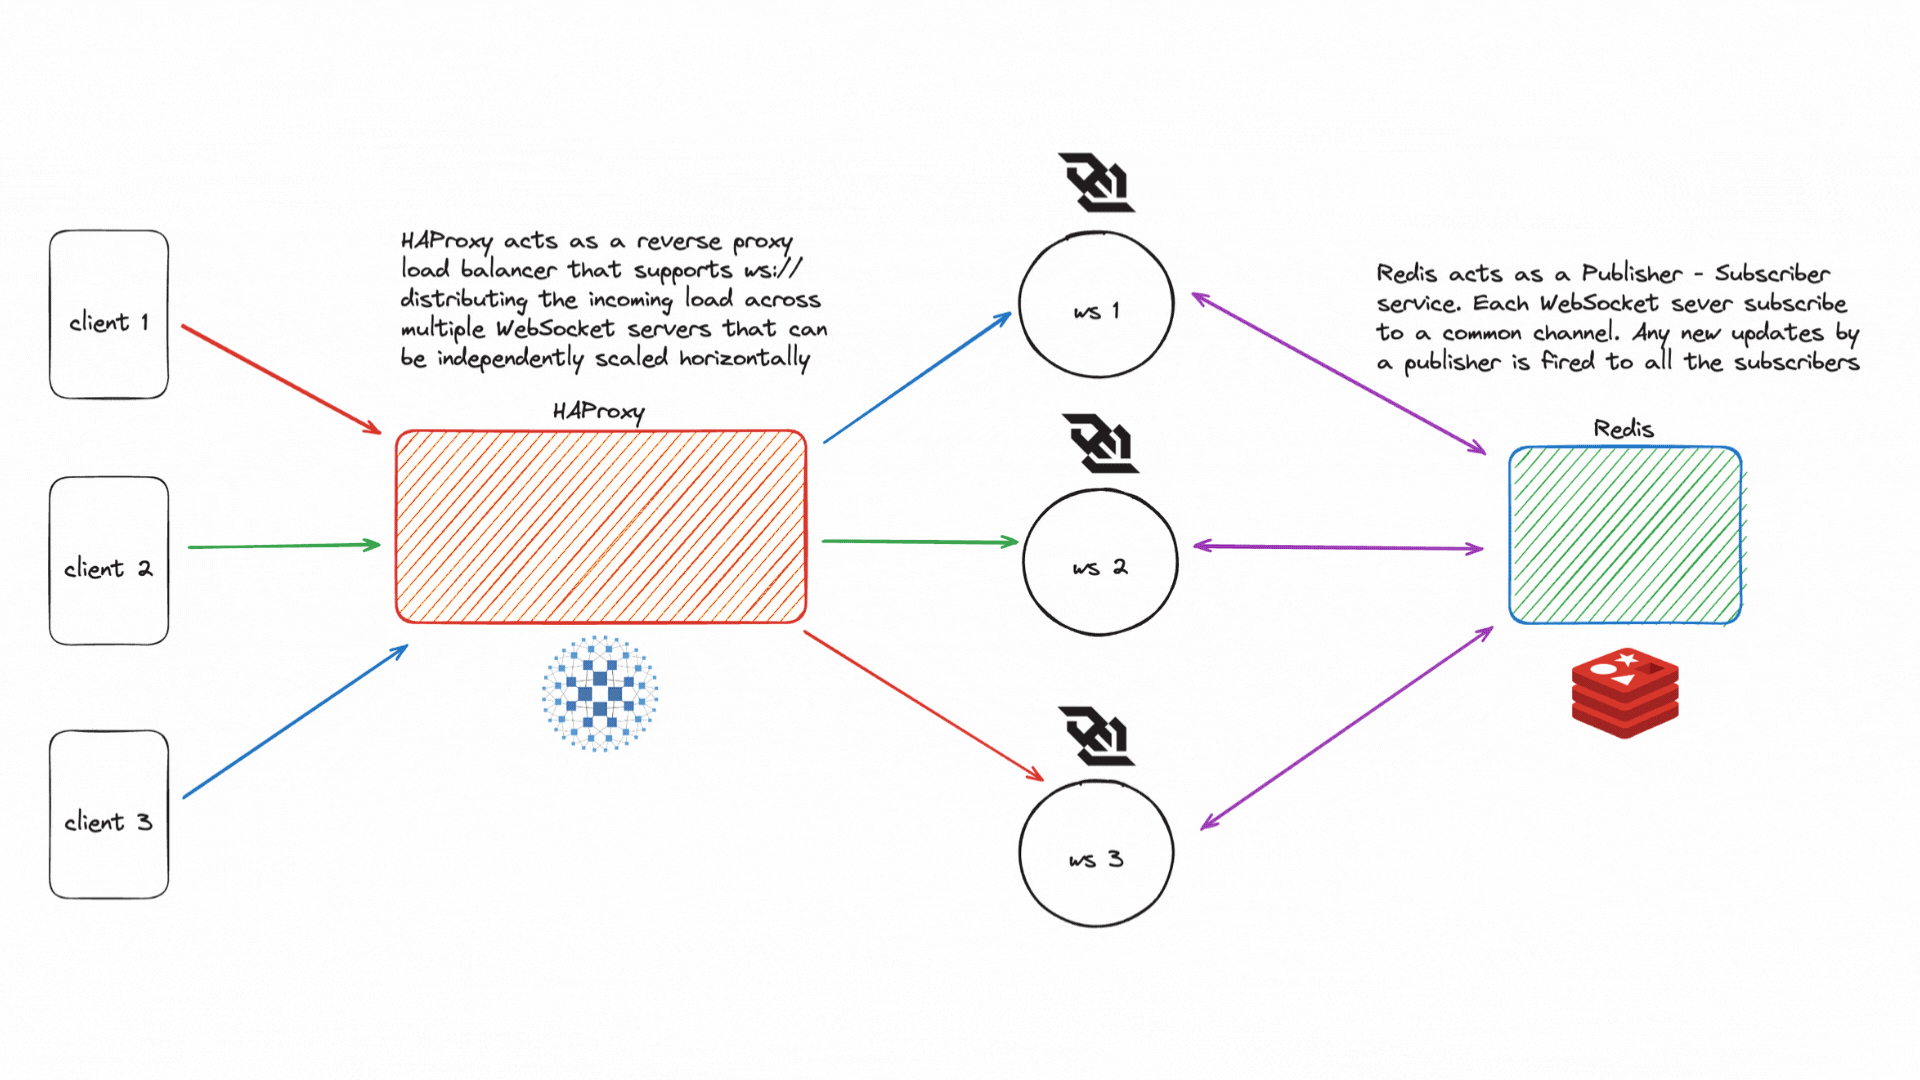 HAProxy acts as a reverse proxy
load balancer that supports ws://
distributing the incoming load across
multiple WebSocket servers that can
be independently scaled horizontally
Redis acts as a Publisher - Subscriber
service. Each WebSocket sever subscribe
to a common channel. Any new updates by
a publisher is fired to all the subscribers
client 1
client 2
client 3
HAProxy
ws 1
ws 2
ws 3
Redis